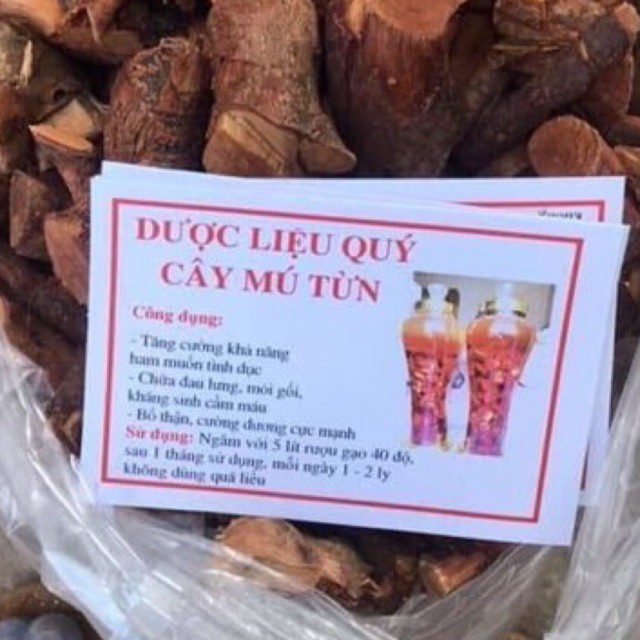 DƯỢC LIỆU QUÝ
CÂY MÚ TỪN
Công dụng:
- Tăng cường khả năng
ham muốn tình dục
- Chữa đau lưng, mỏi gối,
kháng sinh cầm máu
- Bổ thận, cường dương cực mạnh
Sử dụng: Ngâm với 5 lít rượu gạo 40 độ,
sau 1 tháng sử dụng, mỗi ngày 1 - 2 ly
không dùng quá liều